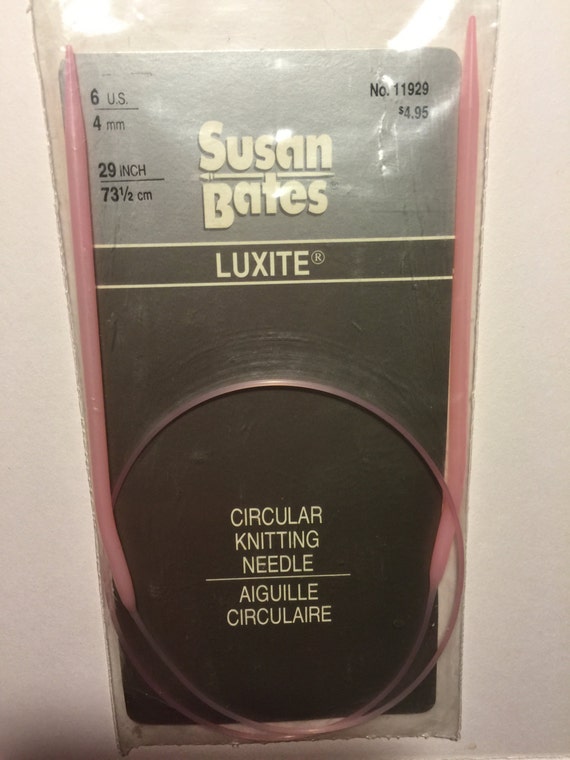 6 U.S.
4 mm
29 INCH
73½ cm
No. 11929
$4.95
Susan
Bates
LUXITE®
CIRCULAR
KNITTING
NEEDLE
AIGUILLE
CIRCULAIRE